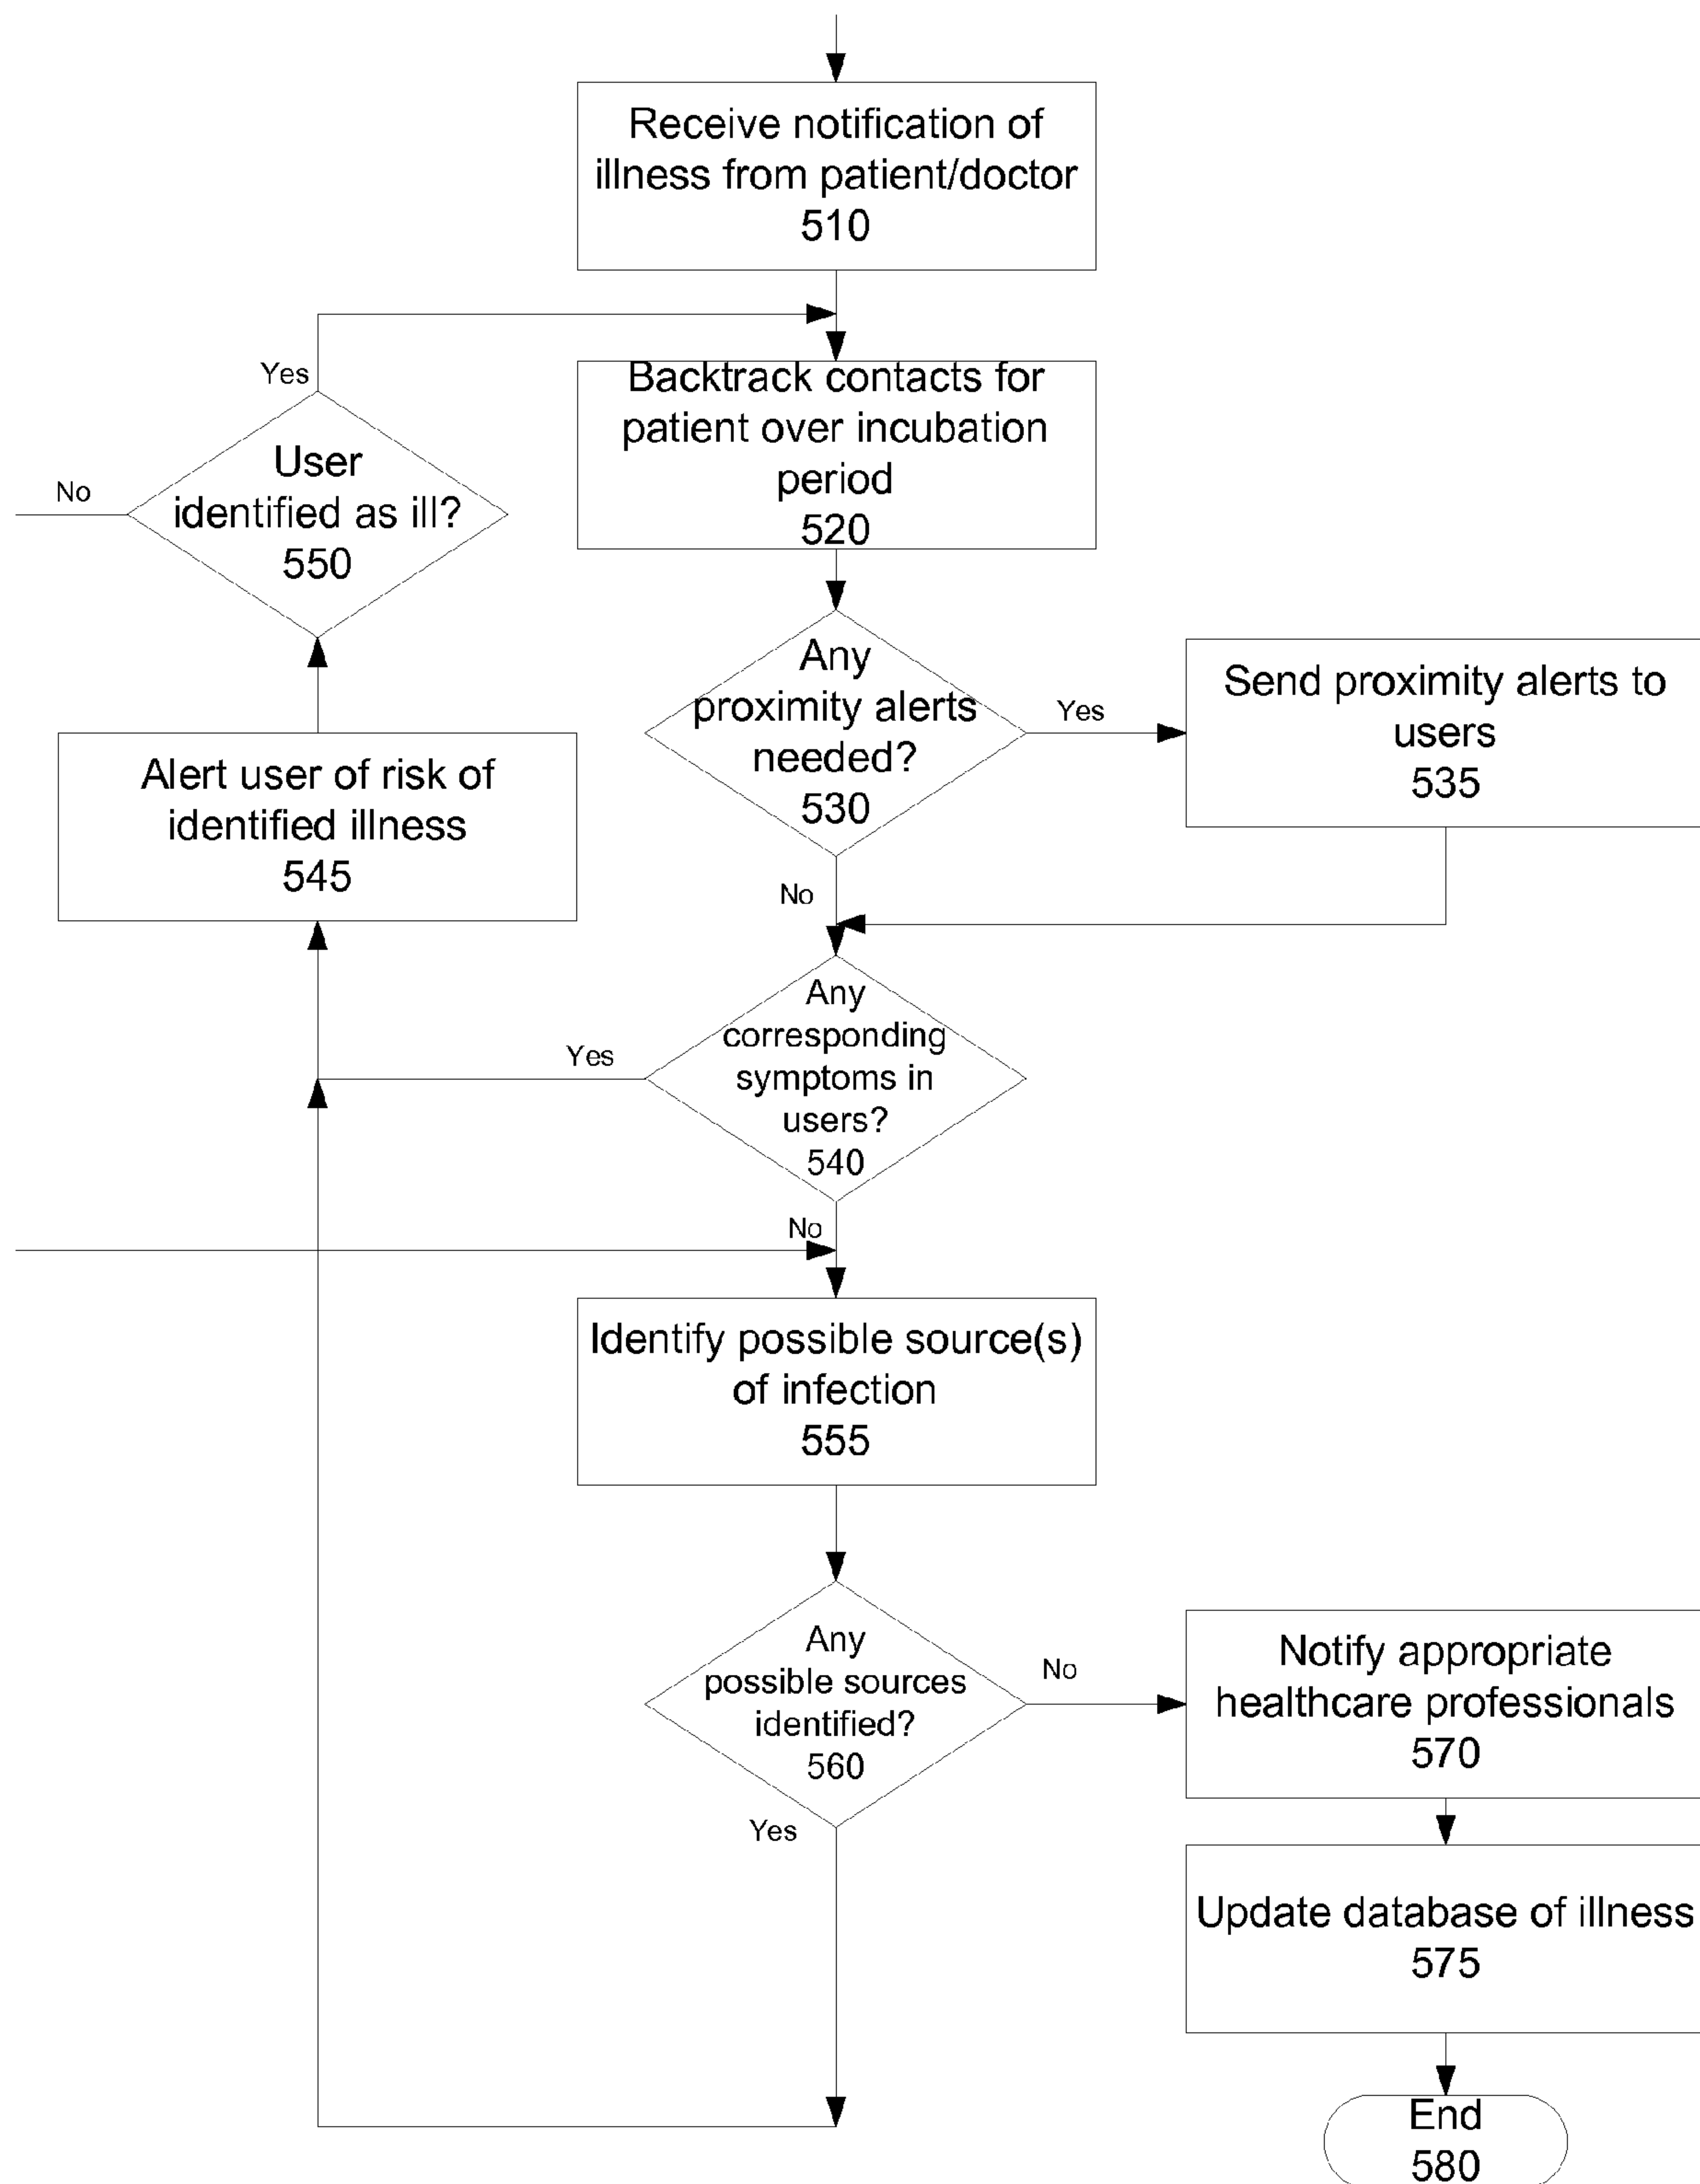 Receive notification of
illness from patient/doctor
510
Yes
Backtrack contacts for
patient over incubation
period
520
User
identified as ill?
550
No
Any
proximity alerts
needed?
530
Yes
Send proximity alerts to
users
535
Alert user of risk of
identified illness
545
No
Any
corresponding
symptoms in
users?
540
Yes
No
Identify possible source(s)
of infection
555
Any
possible sources
identified?
560
No
Notify appropriate
healthcare professionals
570
Yes
Update database of illness
575
End
580